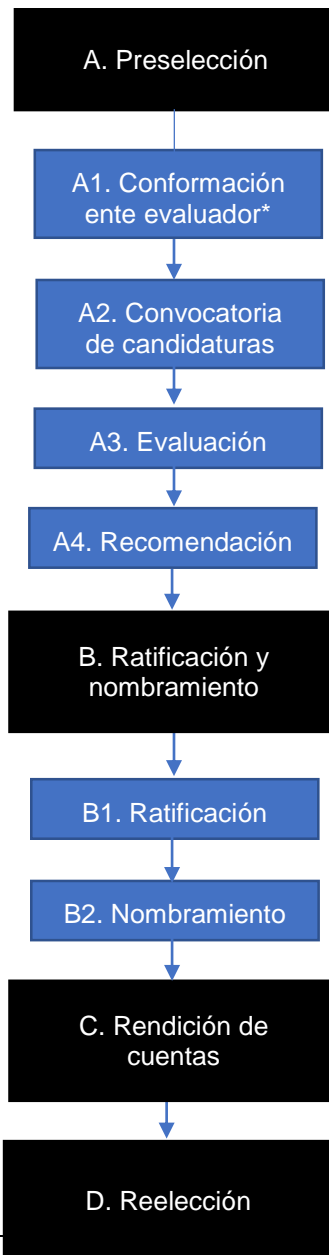 A. Preselección
A1. Conformación
ente evaluador*
A2. Convocatoria
de candidaturas
A3. Evaluación
A4. Recomendación
B. Ratificación y
nombramiento
B1. Ratificación
B2. Nombramiento
C. Rendición de
cuentas
D. Reelección